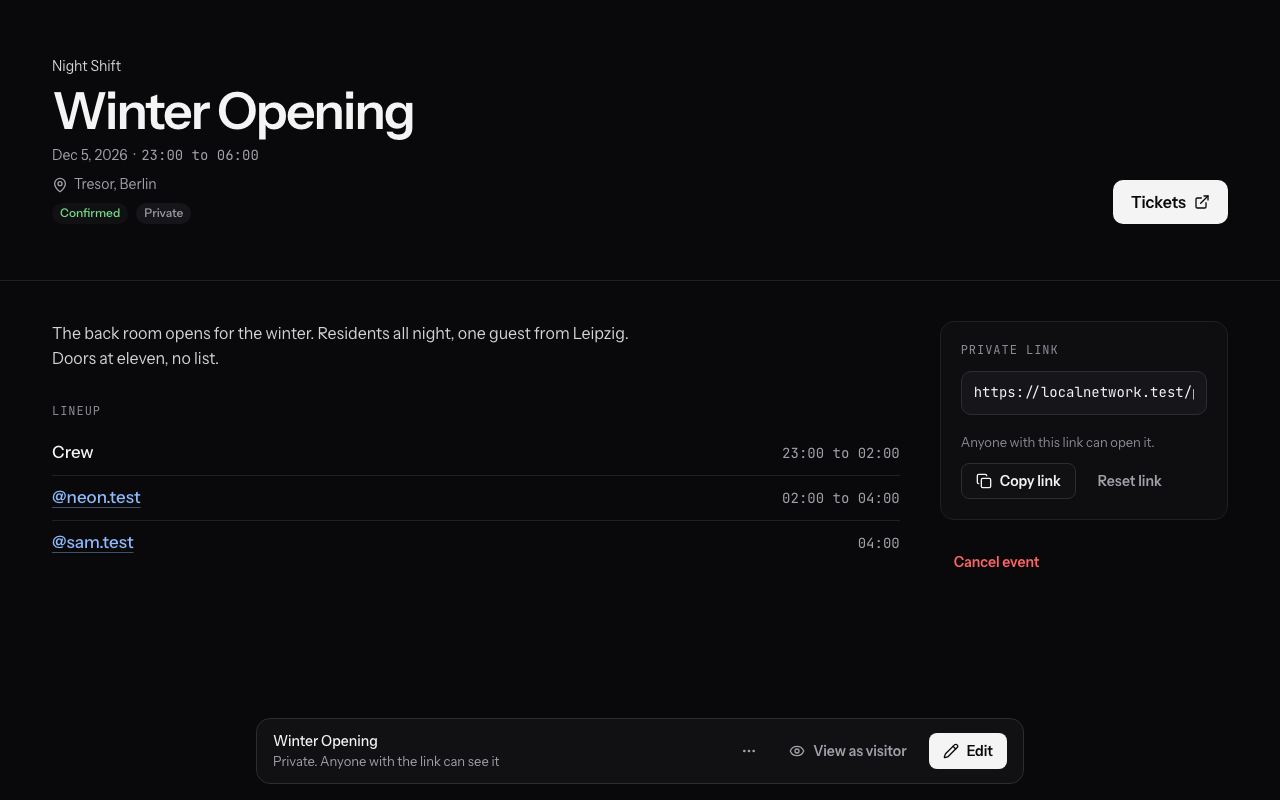 Night Shift
Winter Opening
Dec 5, 2026 · 23:00 to 06:00
Tresor, Berlin
Confirmed Private
Tickets
The back room opens for the winter. Residents all night, one guest from Leipzig.
Doors at eleven, no list.
LINEUP
Crew 23:00 to 02:00
@neon.test 02:00 to 04:00
@sam.test 04:00
PRIVATE LINK
https://localnetwork.test/
Anyone with this link can open it.
Copy link Reset link
Cancel event
Winter Opening
Private. Anyone with the link can see it
... View as visitor Edit